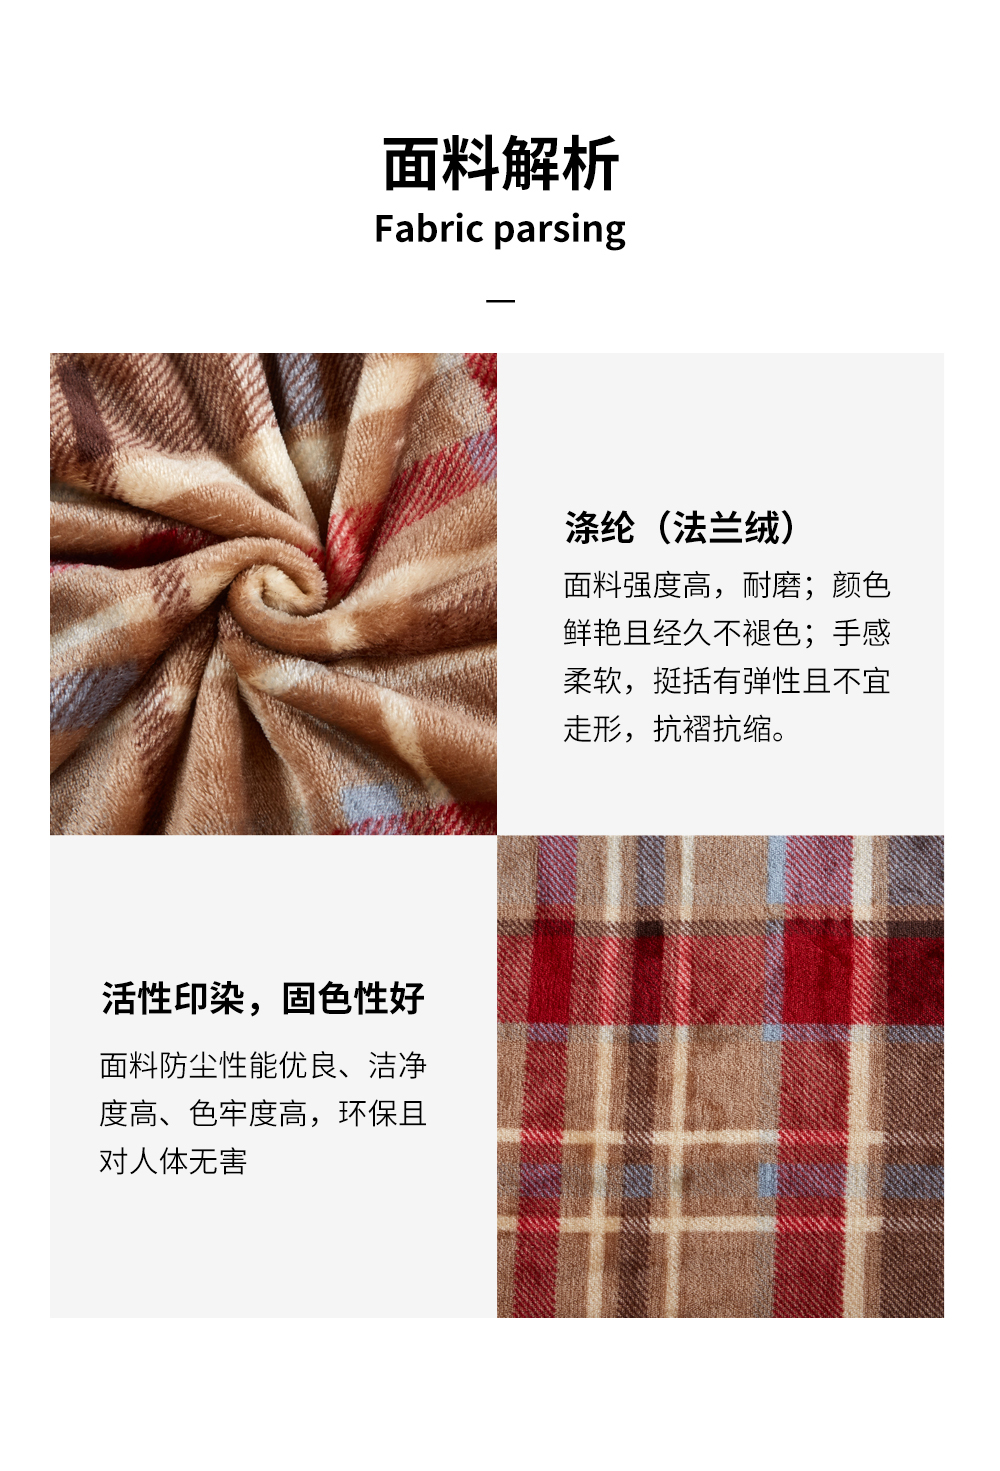 面料解析
Fabric parsing
涤纶（法兰绒）
面料强度高，耐磨；颜色
鲜艳且经久不褪色；手感
柔软，挺括有弹性且不宜
走形，抗褶抗缩。
活性印染，固色性好
面料防尘性能优良、洁净
度高、色牢度高，环保且
对人体无害